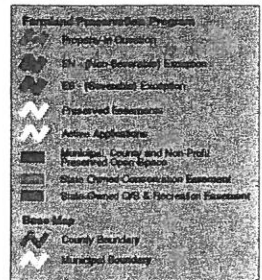 Farmland Preservation Program
Property In Question
EN - (Non-Severable) Exception
ES - (Severable) Exception
Preserved Easements
Active Applications
Municipal, County and Non-Profit
Preserved Open Space
State Owned Conservation Easement
State Owned O/S & Recreation Easement
Base Map
County Boundary
Municipal Boundary